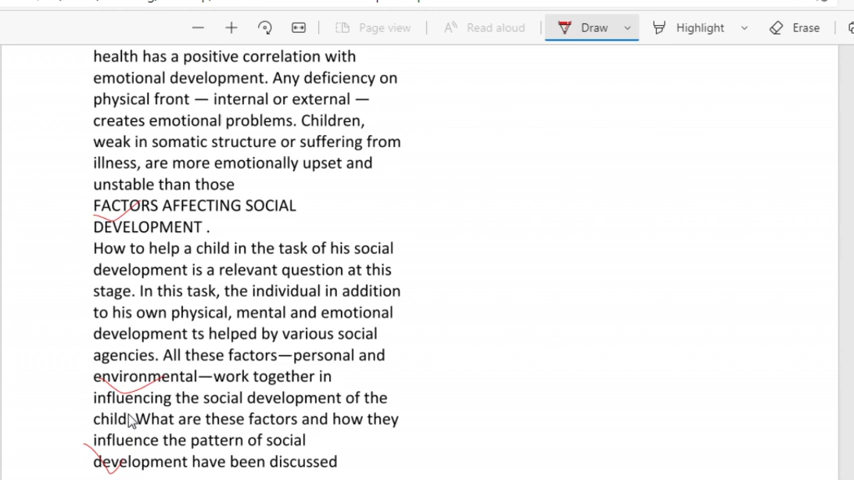 Page view
Read aloud
Draw
Highlight
Erase
health has a positive correlation with
emotional development. Any deficiency on
physical front — internal or external —
creates emotional problems. Children,
weak in somatic structure or suffering from
illness, are more emotionally upset and
unstable than those
FACTORS AFFECTING SOCIAL
DEVELOPMENT .
How to help a child in the task of his social
development is a relevant question at this
stage. In this task, the individual in addition
to his own physical, mental and emotional
development ts helped by various social
agencies. All these factors—personal and
environmental—work together in
influencing the social development of the
child. What are these factors and how they
influence the pattern of social
development have been discussed